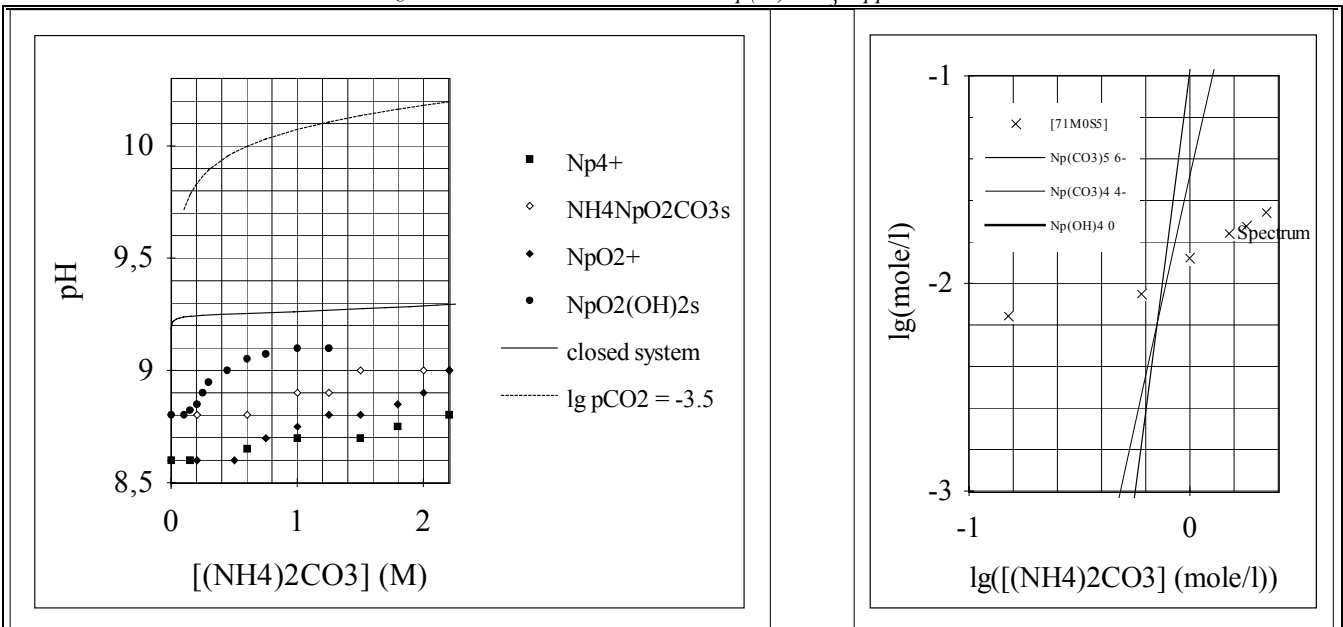 10
9,5
9
8,5
0
1
2
pH
[(NH4)2CO3] (M)
Np4+
NH4NpO2CO3s
NpO2+
NpO2(OH)2s
closed system
lg pCO2 = -3.5
-1
-2
-3
-1
0
lg(mole/l)
lg([(NH4)2CO3] (mole/l))
[71M0S5]
Np(CO3)5 6-
Np(CO3)4 4-
Np(OH)4 0
Spectrum